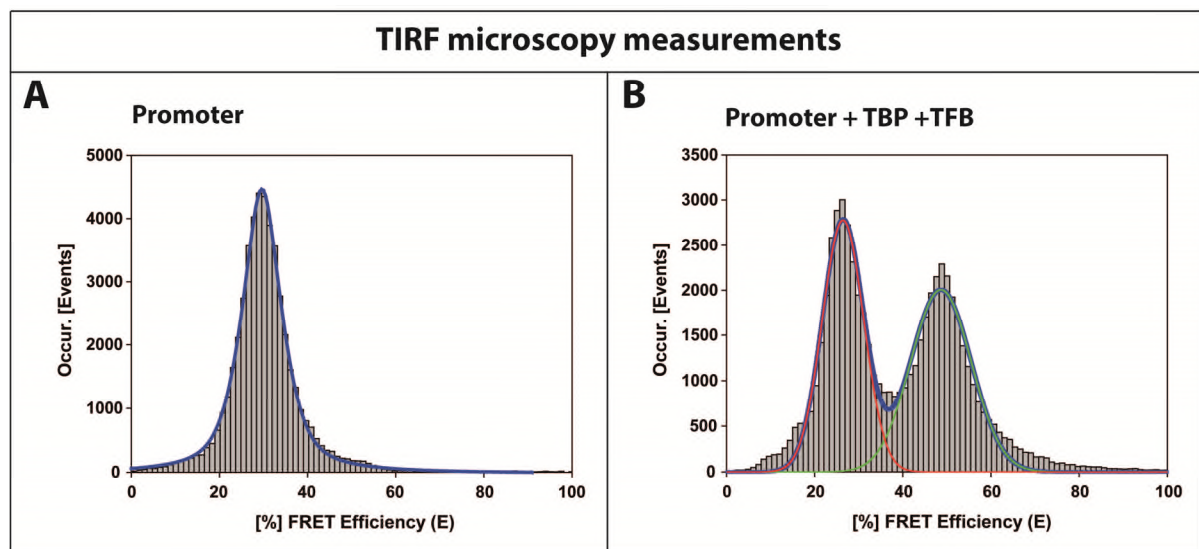 TIRF microscopy measurements
A
Promoter
5000
4000
3000
2000
1000
0
Occur. [Events]
0 20 40 60 80 100
[%] FRET Efficiency (E)
B
Promoter + TBP +TFB
3500
3000
2500
2000
1500
1000
500
0
Occur. [Events]
0 20 40 60 80 100
[%] FRET Efficiency (E)